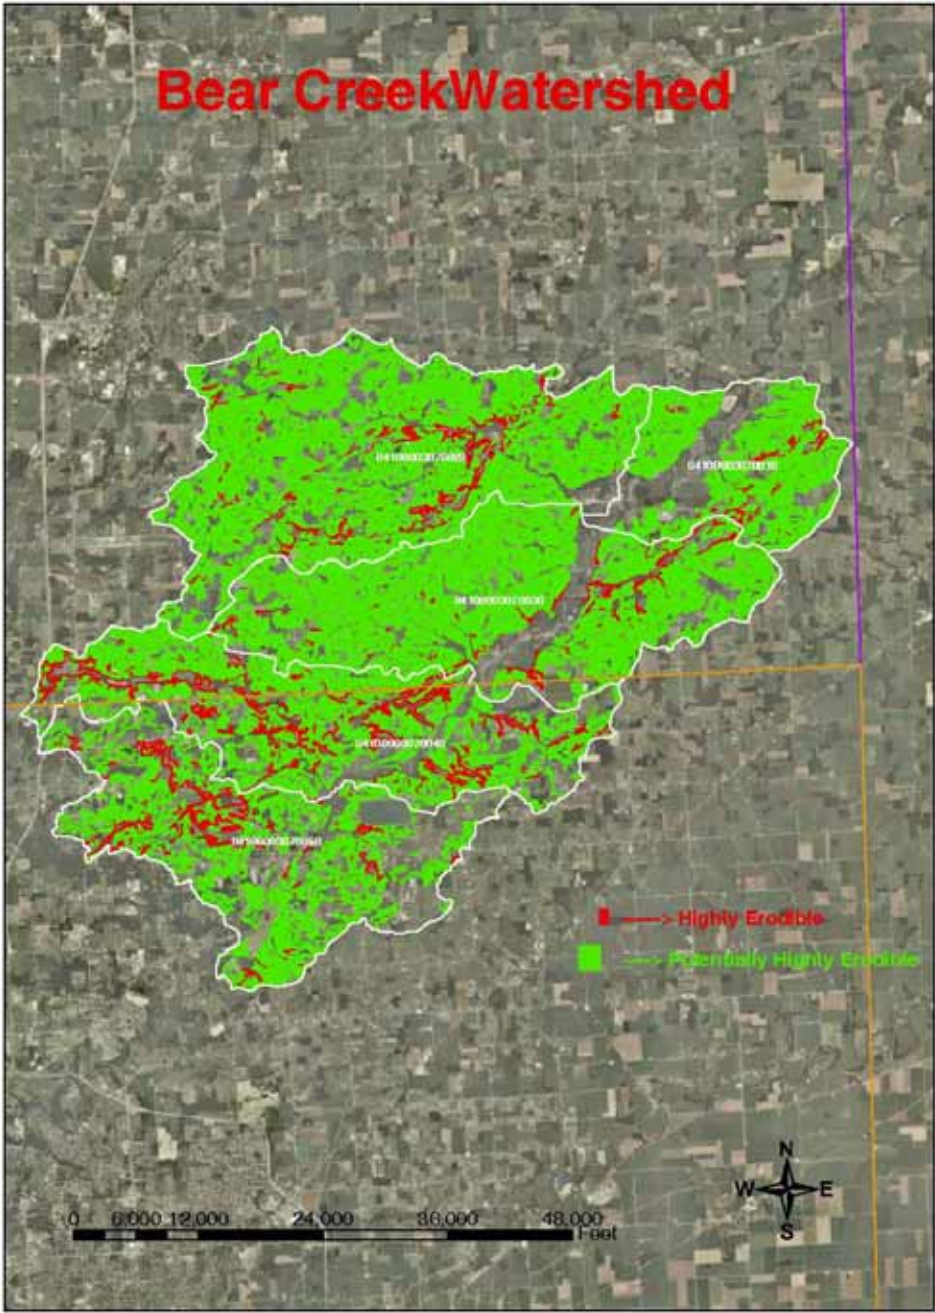 Bear CreekWatershed
------> Highly Erodible
----> Potentially Highly Erodible
N
W E
S
0 6,000 12,000 24,000 36,000 48,000
Feet